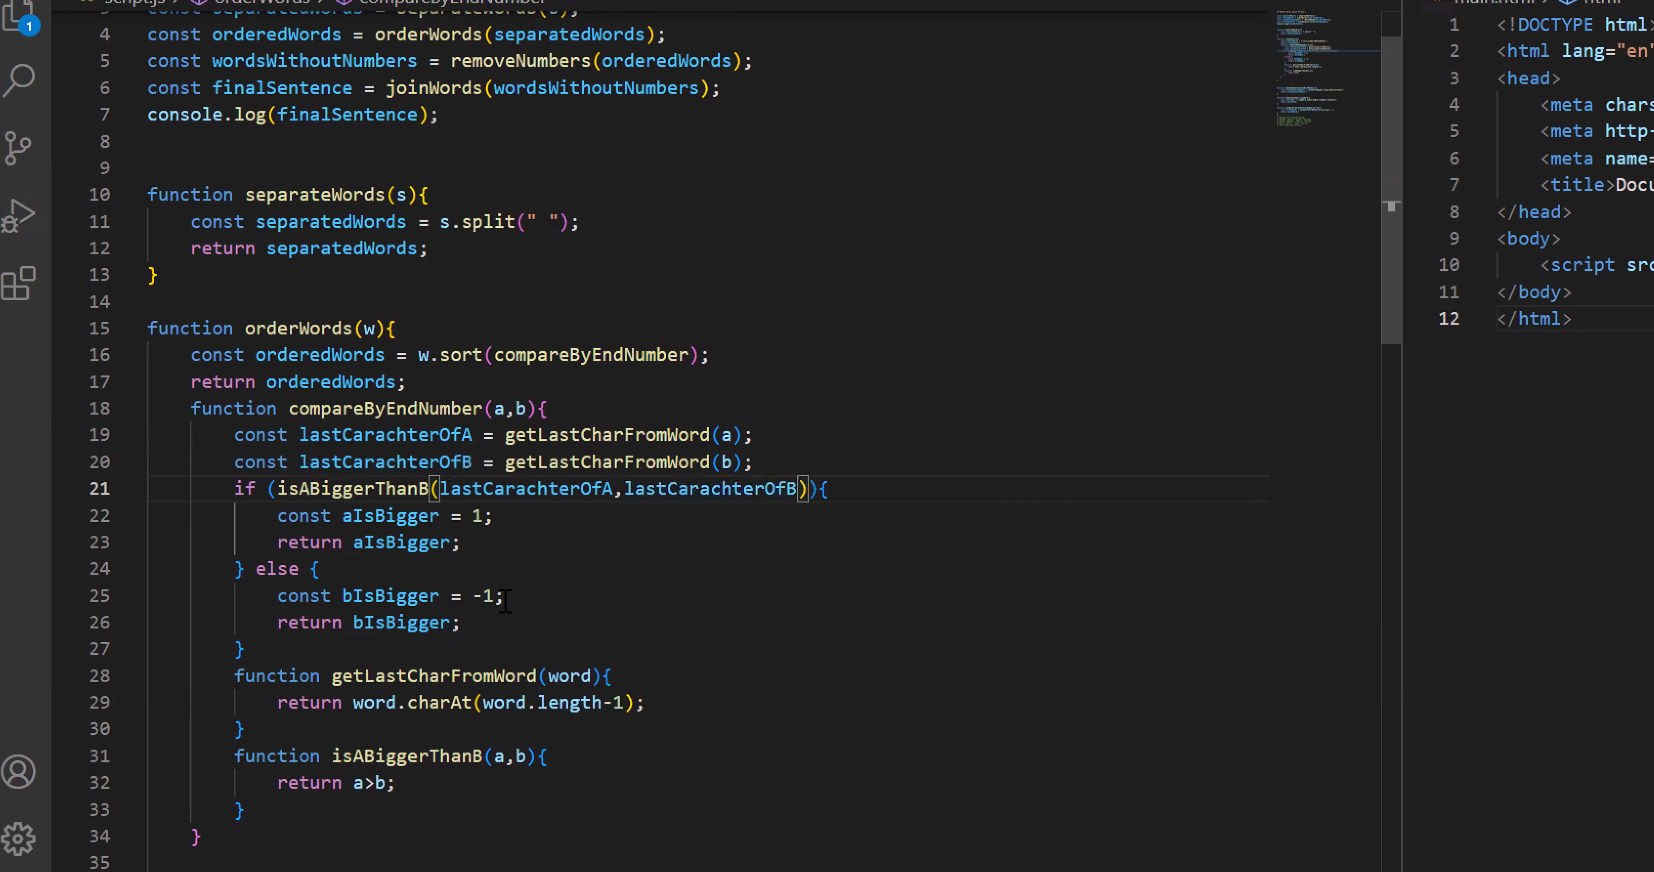 script.js > orderWords > compareByEndNumber
3 const separatedWords = separateWords(s);
4 const orderedWords = orderWords(separatedWords);
5 const wordsWithoutNumbers = removeNumbers(orderedWords);
6 const finalSentence = joinWords(wordsWithoutNumbers);
7 console.log(finalSentence);
8
9
10 function separateWords(s){
11 const separatedWords = s.split(" ");
12 return separatedWords;
13 }
14
15 function orderWords(w){
16 const orderedWords = w.sort(compareByEndNumber);
17 return orderedWords;
18 function compareByEndNumber(a,b){
19 const lastCarachterOfA = getLastCharFromWord(a);
20 const lastCarachterOfB = getLastCharFromWord(b);
21 if (isABiggerThanB(lastCarachterOfA,lastCarachterOfB)){
22 const aIsBigger = 1;
23 return aIsBigger;
24 } else {
25 const bIsBigger = -1;
26 return bIsBigger;
27 }
28 function getLastCharFromWord(word){
29 return word.charAt(word.length-1);
30 }
31 function isABiggerThanB(a,b){
32 return a>b;
33 }
34 }
35
1
main.html > html
1 <!DOCTYPE html>
2 <html lang="en"
3 <head>
4 <meta chars
5 <meta http-
6 <meta name=
7 <title>Docu
8 </head>
9 <body>
10 <script src
11 </body>
12 </html>